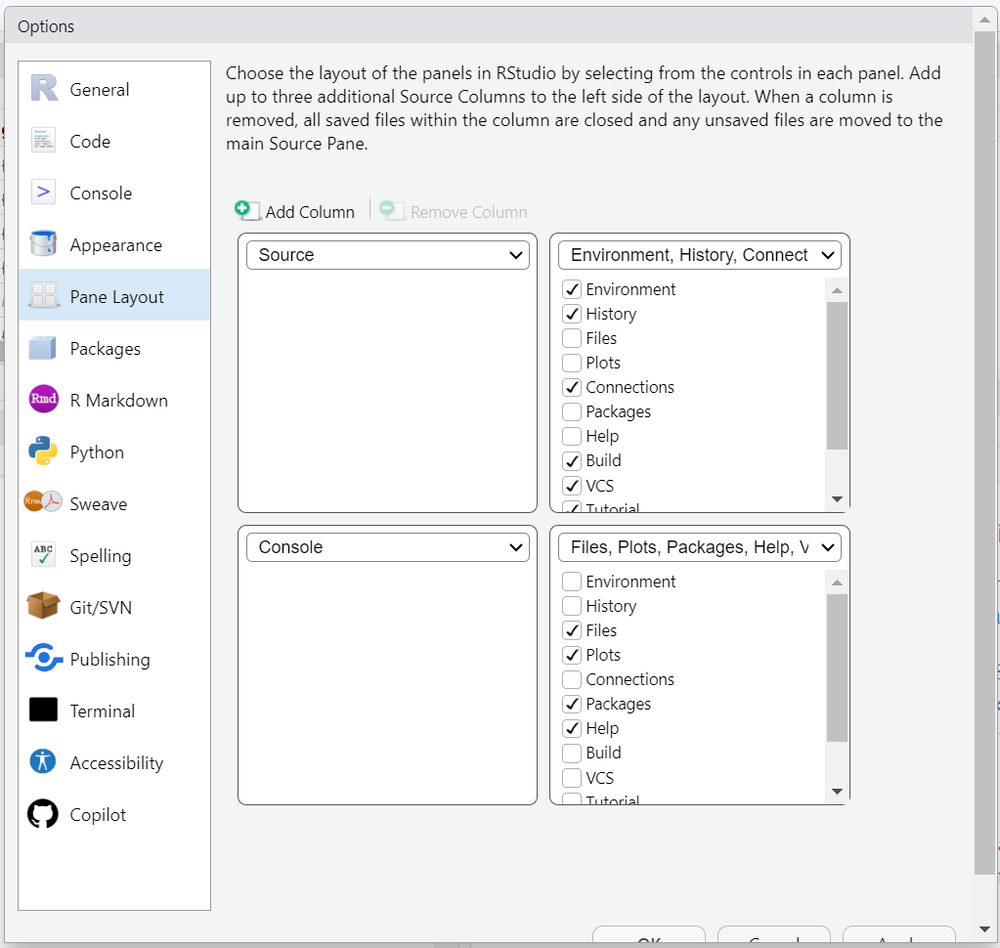 Options
General
Code
Console
Appearance
Pane Layout
Packages
Rmd R Markdown
Python
Sweave
ABC Spelling
Git/SVN
Publishing
Terminal
Accessibility
Copilot
Choose the layout of the panels in RStudio by selecting from the controls in each panel. Add
up to three additional Source Columns to the left side of the layout. When a column is
removed, all saved files within the column are closed and any unsaved files are moved to the
main Source Pane.
Add Column Remove Column
Source
Environment, History, Connect
Environment
History
Files
Plots
Connections
Packages
Help
Build
VCS
Tutorial
Console
Files, Plots, Packages, Help, V
Environment
History
Files
Plots
Connections
Packages
Help
Build
VCS
Tutorial
OK Cancel Apply